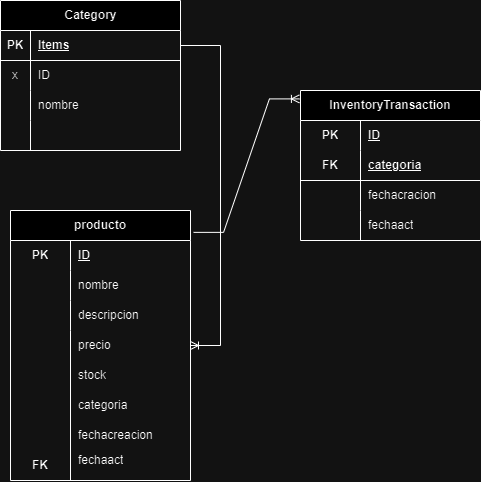 Category
PK Items
x ID
nombre
InventoryTransaction
PK ID
FK categoria
fechacracion
fechaact
producto
PK ID
nombre
descripcion
precio
stock
categoria
fechacreacion
FK fechaact